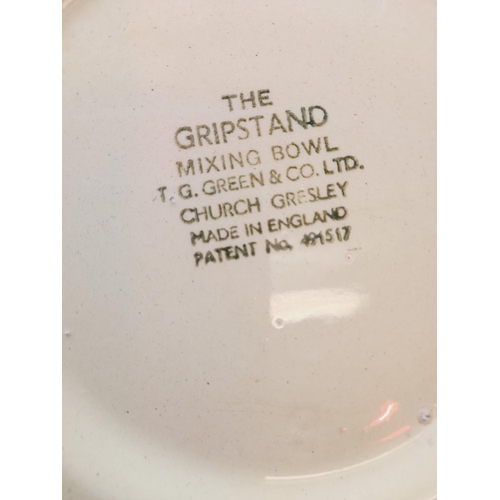 THE
GRIPSTAND
MIXING BOWL
T. G. GREEN & CO. LTD.
CHURCH GRESLEY
MADE IN ENGLAND
PATENT No. 491517